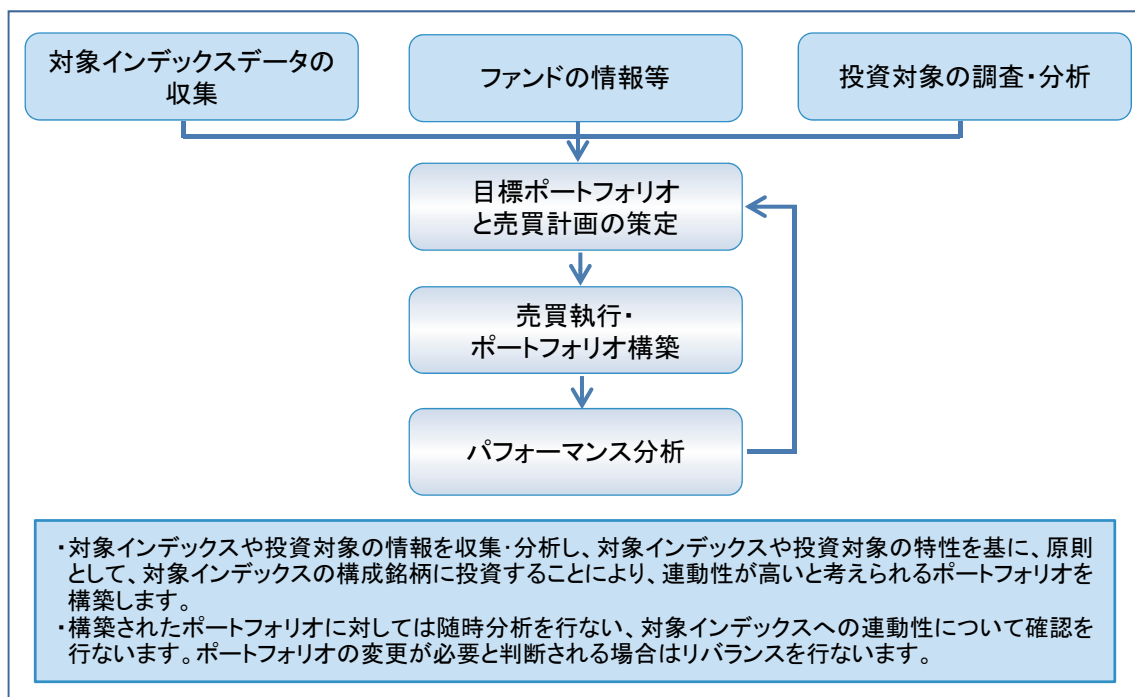 対象インデックスデータの
収集
ファンドの情報等
投資対象の調査・分析
目標ポートフォリオ
と売買計画の策定
売買執行・
ポートフォリオ構築
パフォーマンス分析
・対象インデックスや投資対象の情報を収集・分析し、対象インデックスや投資対象の特性を基に、原則
として、対象インデックスの構成銘柄に投資することにより、連動性が高いと考えられるポートフォリオを
構築します。
・構築されたポートフォリオに対しては随時分析を行ない、対象インデックスへの連動性について確認を
行ないます。ポートフォリオの変更が必要と判断される場合はリバランスを行ないます。